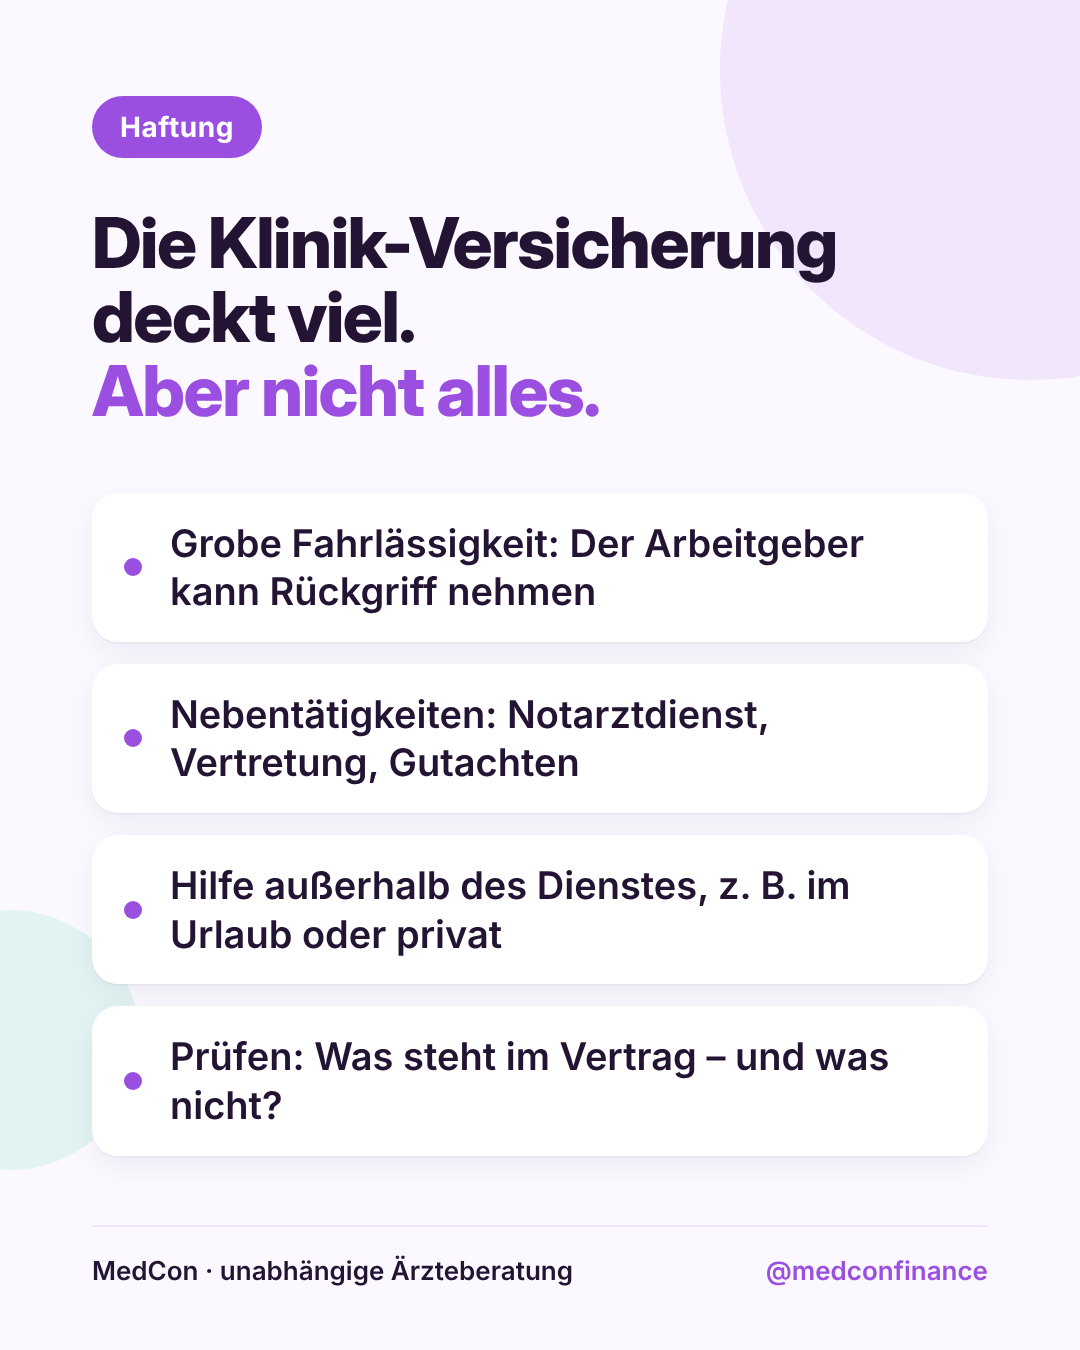 Haftung
Die Klinik-Versicherung
deckt viel.
Aber nicht alles.
Grobe Fahrlässigkeit: Der Arbeitgeber
kann Rückgriff nehmen
Nebentätigkeiten: Notarztdienst,
Vertretung, Gutachten
Hilfe außerhalb des Dienstes, z. B. im
Urlaub oder privat
Prüfen: Was steht im Vertrag – und was
nicht?
MedCon · unabhängige Ärzteberatung
@medconfinance